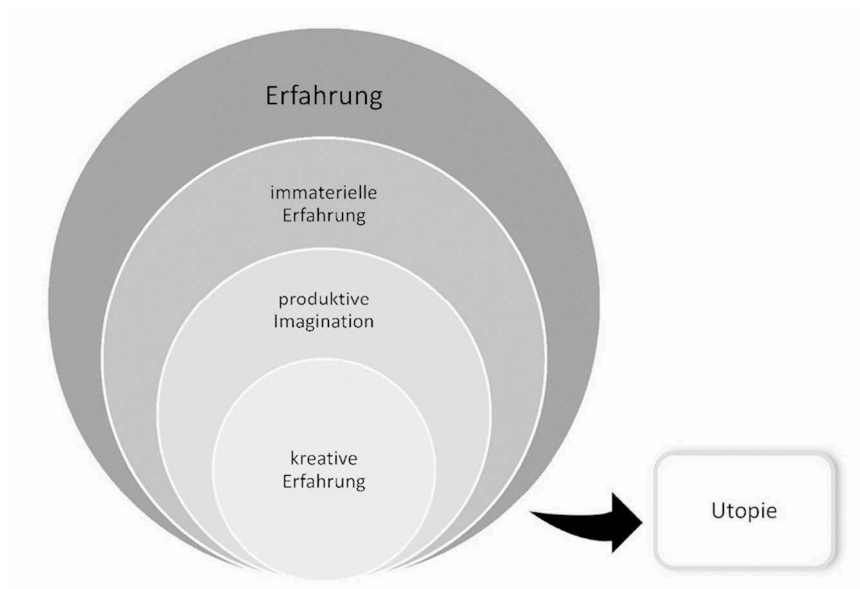 Erfahrung
immaterielle
Erfahrung
produktive
Imagination
kreative
Erfahrung
Utopie